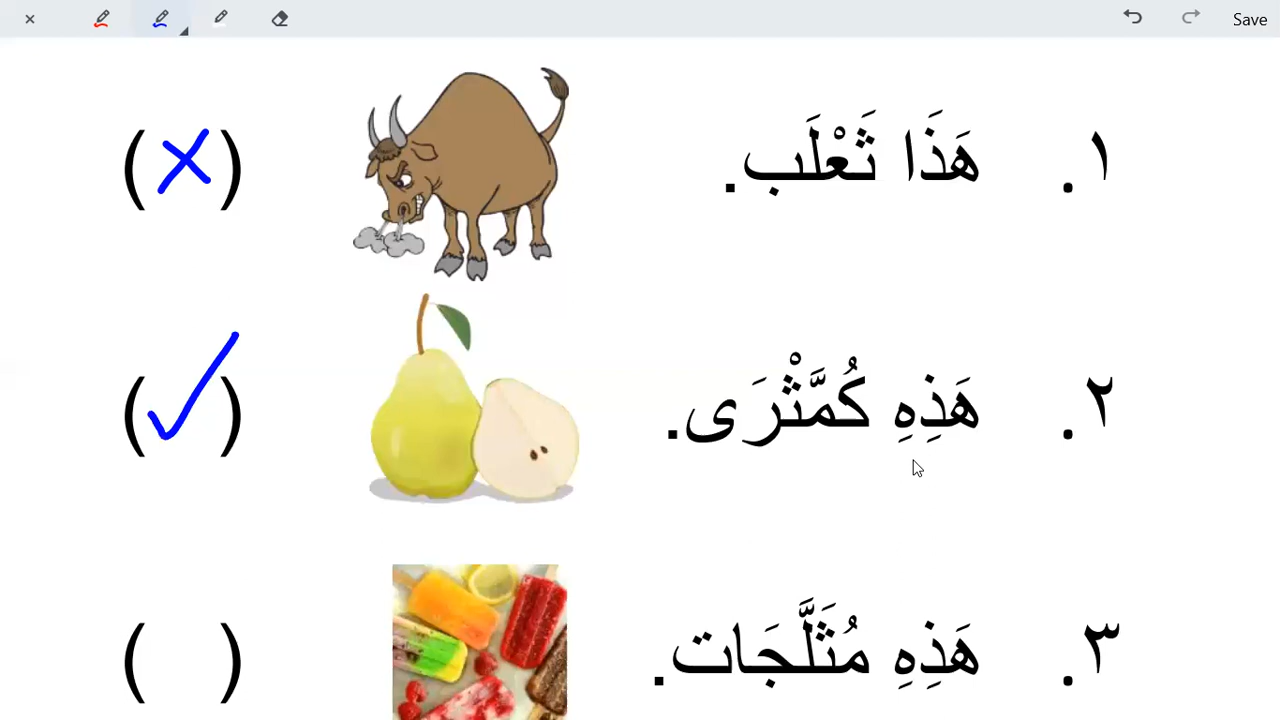 Save
١. هَذَا ثَعْلَب. ( X )
٢. هَذِهِ كُمَّثْرَى. ( ✓ )
٣. هَذِهِ مُثَلَّجَات. ( )